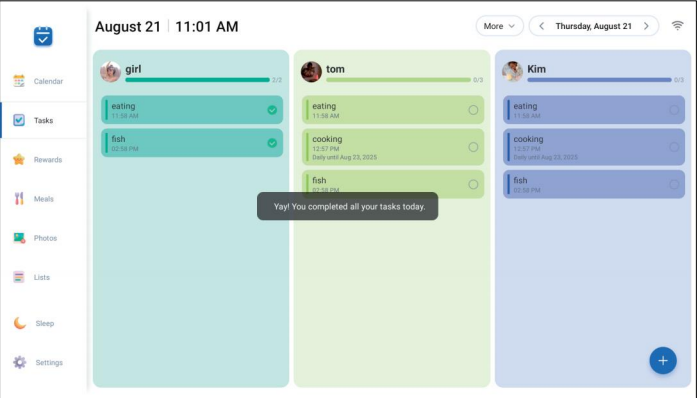 August 21 | 11:01 AM
More
Thursday, August 21
Calendar
Tasks
Rewards
Meals
Photos
Lists
Sleep
Settings
girl
2/2
eating
11:58 AM
fish
02:58 PM
tom
0/3
eating
11:58 AM
cooking
12:57 PM
Daily until Aug 23, 2025
fish
02:58 PM
Kim
0/3
eating
11:58 AM
cooking
12:57 PM
Daily until Aug 23, 2025
fish
02:58 PM
Yay! You completed all your tasks today.